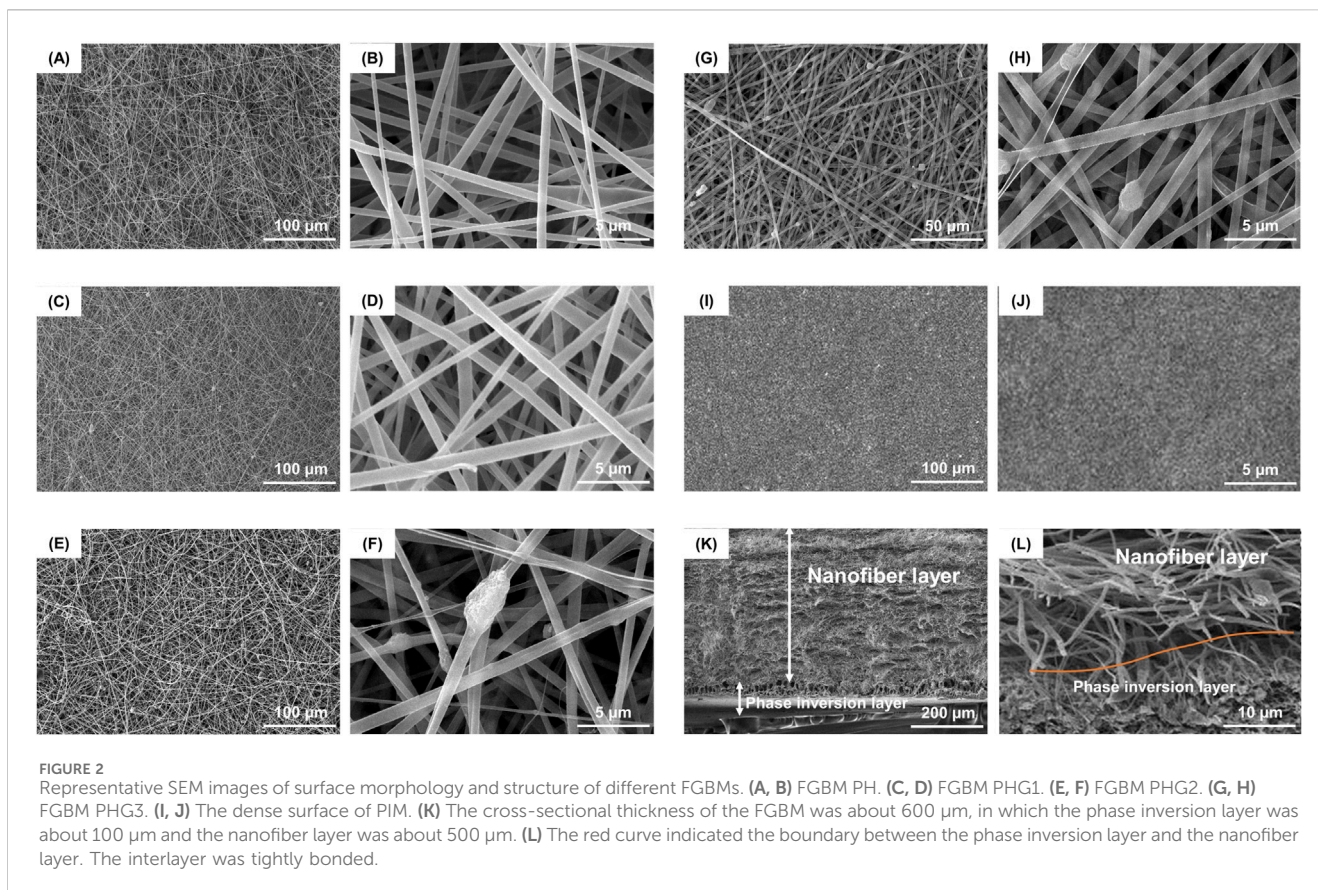 (A)
100 µm
(B)
5 µm
(G)
50 µm
(H)
5 µm
(C)
100 µm
(D)
5 µm
(I)
100 µm
(J)
5 µm
(E)
100 µm
(F)
5 µm
(K)
Nanofiber layer
Phase inversion layer
200 µm
(L)
Nanofiber layer
Phase inversion layer
10 µm
FIGURE 2
Representative SEM images of surface morphology and structure of different FGBMs. (A, B) FGBM PH. (C, D) FGBM PHG1. (E, F) FGBM PHG2. (G, H)
FGBM PHG3. (I, J) The dense surface of PIM. (K) The cross-sectional thickness of the FGBM was about 600 µm, in which the phase inversion layer was
about 100 µm and the nanofiber layer was about 500 µm. (L) The red curve indicated the boundary between the phase inversion layer and the nanofiber
layer. The interlayer was tightly bonded.